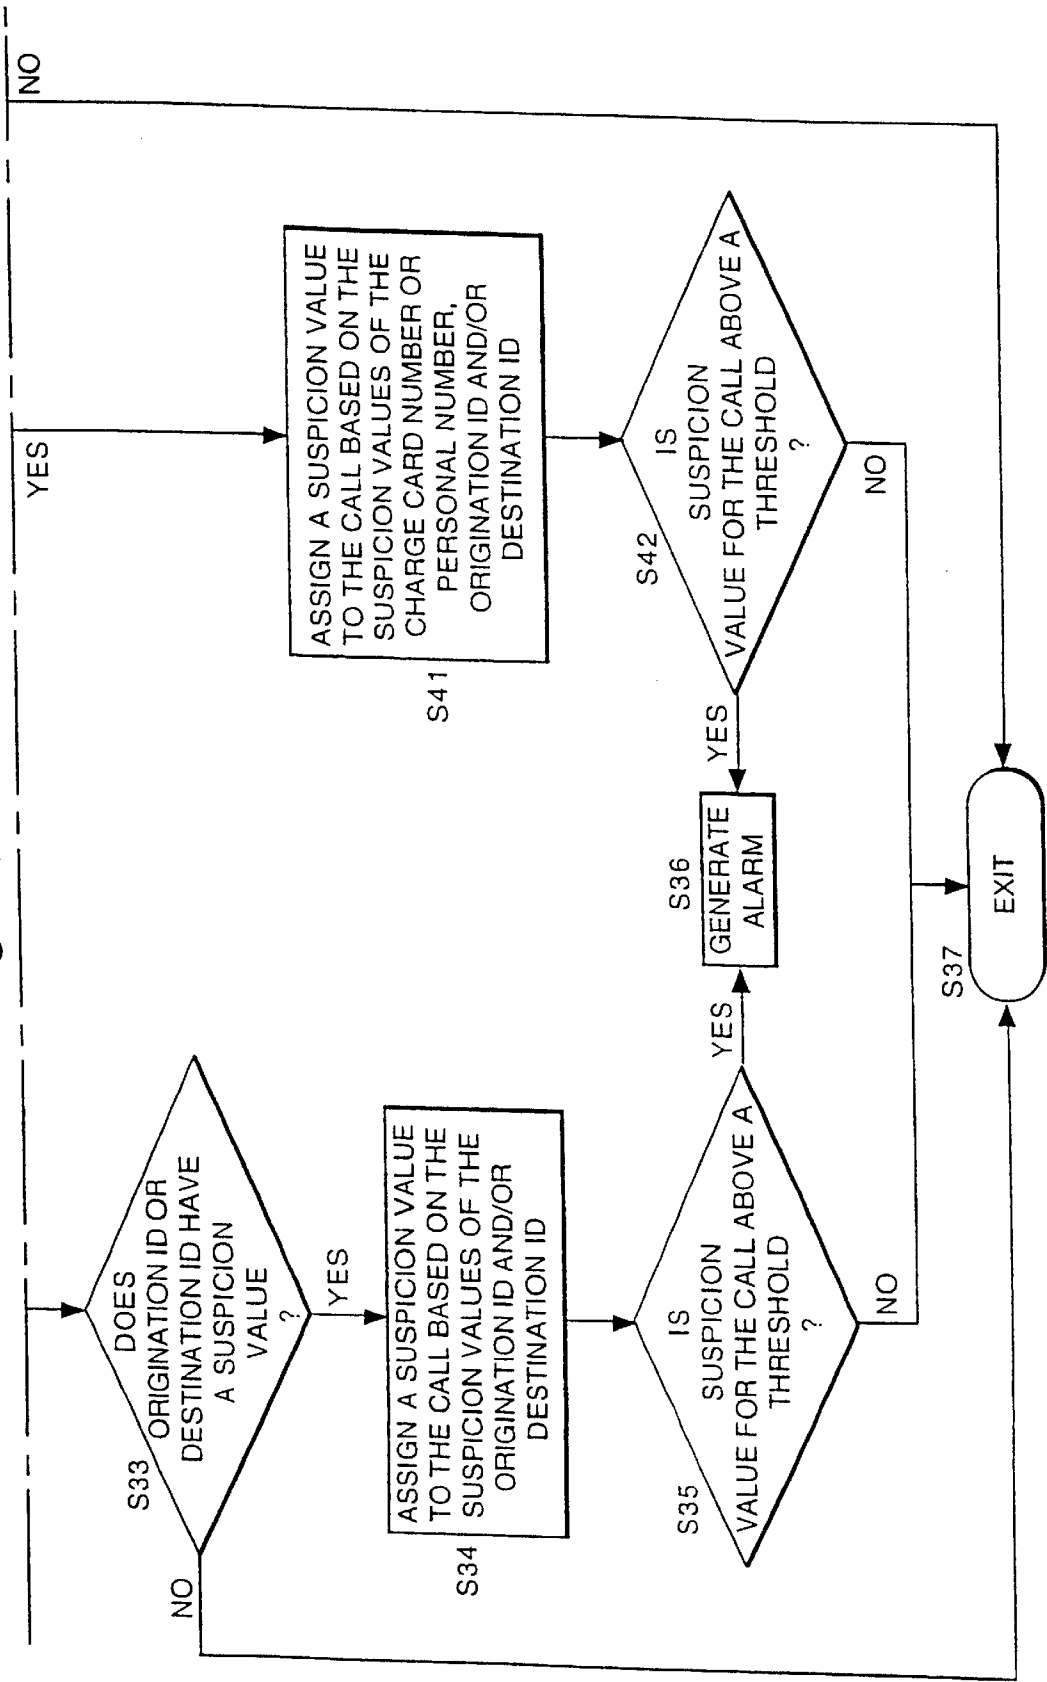 YES
NO
S33
DOES
ORIGINATION ID OR
DESTINATION ID HAVE
A SUSPICION
VALUE
?
NO
YES
S34
ASSIGN A SUSPICION VALUE
TO THE CALL BASED ON THE
SUSPICION VALUES OF THE
ORIGINATION ID AND/OR
DESTINATION ID
S41
ASSIGN A SUSPICION VALUE
TO THE CALL BASED ON THE
SUSPICION VALUES OF THE
CHARGE CARD NUMBER OR
PERSONAL NUMBER,
ORIGINATION ID AND/OR
DESTINATION ID
S35
IS
SUSPICION
VALUE FOR THE CALL ABOVE A
THRESHOLD
?
YES
NO
S36
GENERATE
ALARM
S42
IS
SUSPICION
VALUE FOR THE CALL ABOVE A
THRESHOLD
?
YES
NO
S37
EXIT